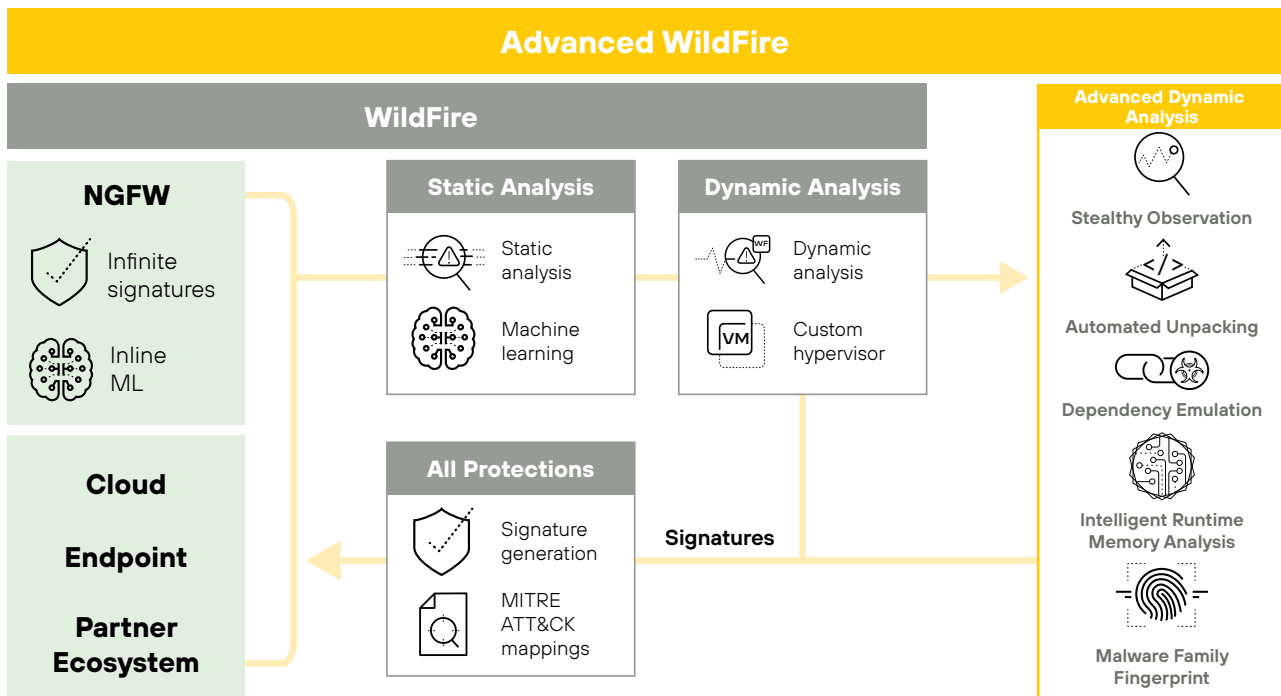 Advanced WildFire
WildFire
NGFW
Infinite
signatures
Inline
ML
Cloud
Endpoint
Partner
Ecosystem
Static Analysis
Static
analysis
Machine
learning
Dynamic Analysis
WF
Dynamic
analysis
VM
Custom
hypervisor
All Protections
Signature
generation
MITRE
ATT&CK
mappings
Signatures
Advanced Dynamic
Analysis
Stealthy Observation
</>
Automated Unpacking
Dependency Emulation
Intelligent Runtime
Memory Analysis
Malware Family
Fingerprint